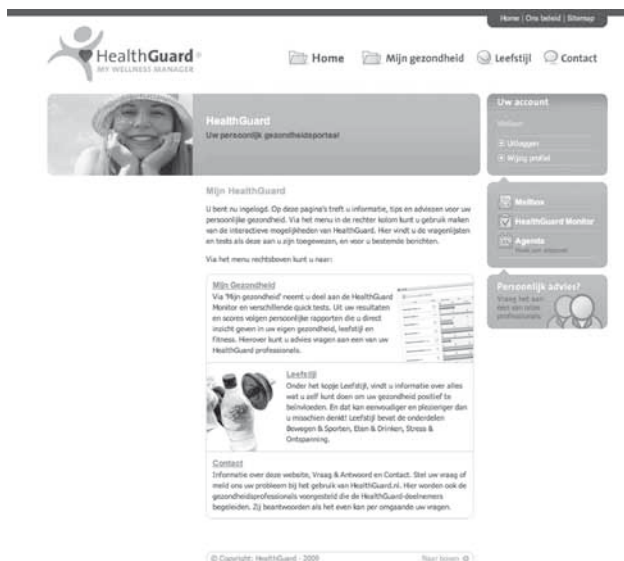 Home | Ons beleid | Sitemap
HealthGuard®
MY WELLNESS MANAGER
Home
Mijn gezondheid
Leefstijl
Contact
HealthGuard
Uw persoonlijk gezondheidsportaal
Uw account
Welkom
Uitloggen
Wijzig profiel
Mailbox
HealthGuard Monitor
Agenda
Maak een afspraak
Persoonlijk advies?
Vraag het aan
een van onze
professionals
Mijn HealthGuard
U bent nu ingelogd. Op deze pagina's treft u informatie, tips en adviezen voor uw
persoonlijke gezondheid. Via het menu in de rechter kolom kunt u gebruik maken
van de interactieve mogelijkheden van HealthGuard. Hier vindt u de vragenlijsten
en tests als deze aan u zijn toegewezen, en voor u bestemde berichten.
Via het menu rechtsboven kunt u naar:
Mijn Gezondheid
Via 'Mijn gezondheid' neemt u deel aan de HealthGuard
Monitor en verschillende quick tests. Uit uw resultaten
en scores volgen persoonlijke rapporten die u direct
inzicht geven in uw eigen gezondheid, leefstijl en
fitness. Hierover kunt u advies vragen aan een van uw
HealthGuard professionals.
Leefstijl
Onder het kopje Leefstijl, vindt u informatie over alles
wat u zelf kunt doen om uw gezondheid positief te
beïnvloeden. En dat kan eenvoudiger en plezieriger dan
u misschien denkt! Leefstijl bevat de onderdelen
Bewegen & Sporten, Eten & Drinken, Stress &
Ontspanning.
Contact
Informatie over deze website, Vraag & Antwoord en Contact. Stel uw vraag of
meld ons uw probleem bij het gebruik van HealthGuard.nl. Hier worden ook de
gezondheidsprofessionals voorgesteld die de HealthGuard-deelnemers
begeleiden. Zij beantwoorden als het even kan per omgaande uw vragen.
© Copyright: HealthGuard - 2009
Naar boven